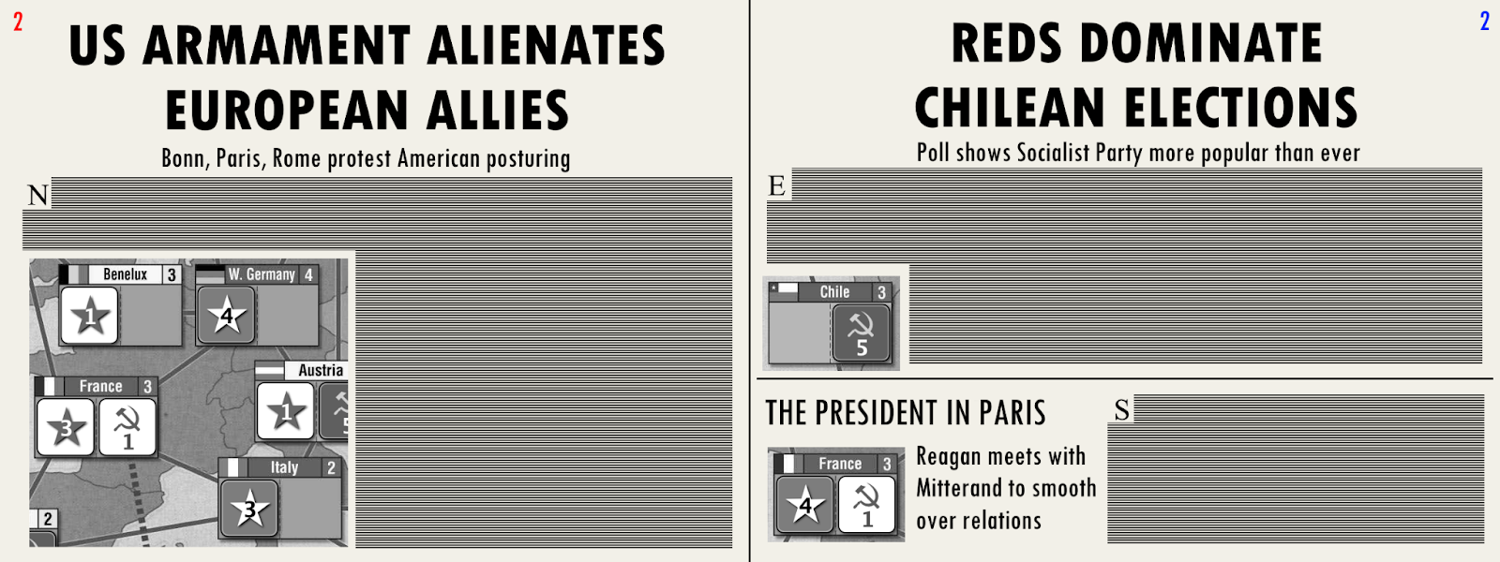 2
US ARMAMENT ALIENATES
EUROPEAN ALLIES
Bonn, Paris, Rome protest American posturing
N
Benelux 3
1
W. Germany 4
4
France 3
3 1
Austria
1 5
Italy 2
3
2
2
REDS DOMINATE
CHILEAN ELECTIONS
Poll shows Socialist Party more popular than ever
E
Chile 3
5
THE PRESIDENT IN PARIS
France 3
4 1
Reagan meets with
Mitterand to smooth
over relations
S